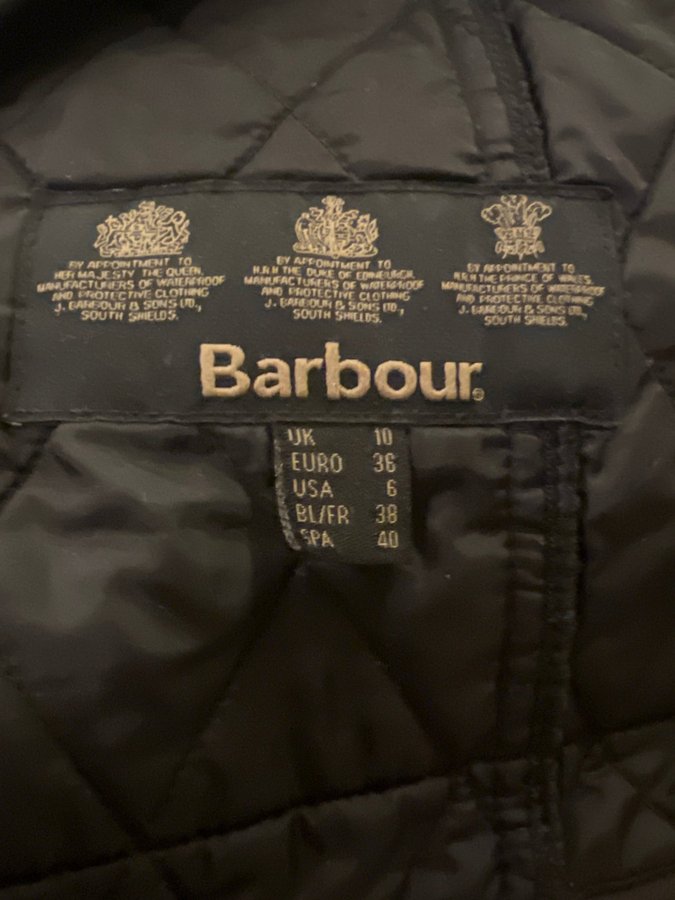 BY APPOINTMENT TO
HER MAJESTY THE QUEEN,
MANUFACTURERS OF WATERPROOF
AND PROTECTIVE CLOTHING
J. BARBOUR & SONS LTD.,
SOUTH SHIELDS.
BY APPOINTMENT TO
H.R.H THE DUKE OF EDINBURGH,
MANUFACTURERS OF WATERPROOF
AND PROTECTIVE CLOTHING
J. BARBOUR & SONS LTD.,
SOUTH SHIELDS.
BY APPOINTMENT TO
H.R.H THE PRINCE OF WALES,
MANUFACTURERS OF WATERPROOF
AND PROTECTIVE CLOTHING
J. BARBOUR & SONS LTD.,
SOUTH SHIELDS.
Barbour®
UK 10
EURO 36
USA 6
BL/FR 38
SPA 40